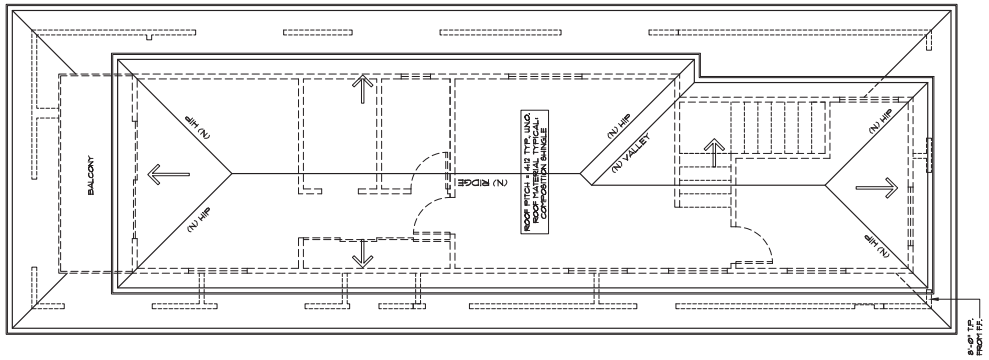 BALCONY
(N) HIP
(N) HIP
(N) RIDGE
ROOF PITCH = 4:12 TYP., U.N.O.
ROOF MATERIAL TYPICAL:
COMPOSITION SHINGLE
(N) HIP
(N) VALLEY
(N) HIP
(N) HIP
8'-0" T.P.
FROM F.F.